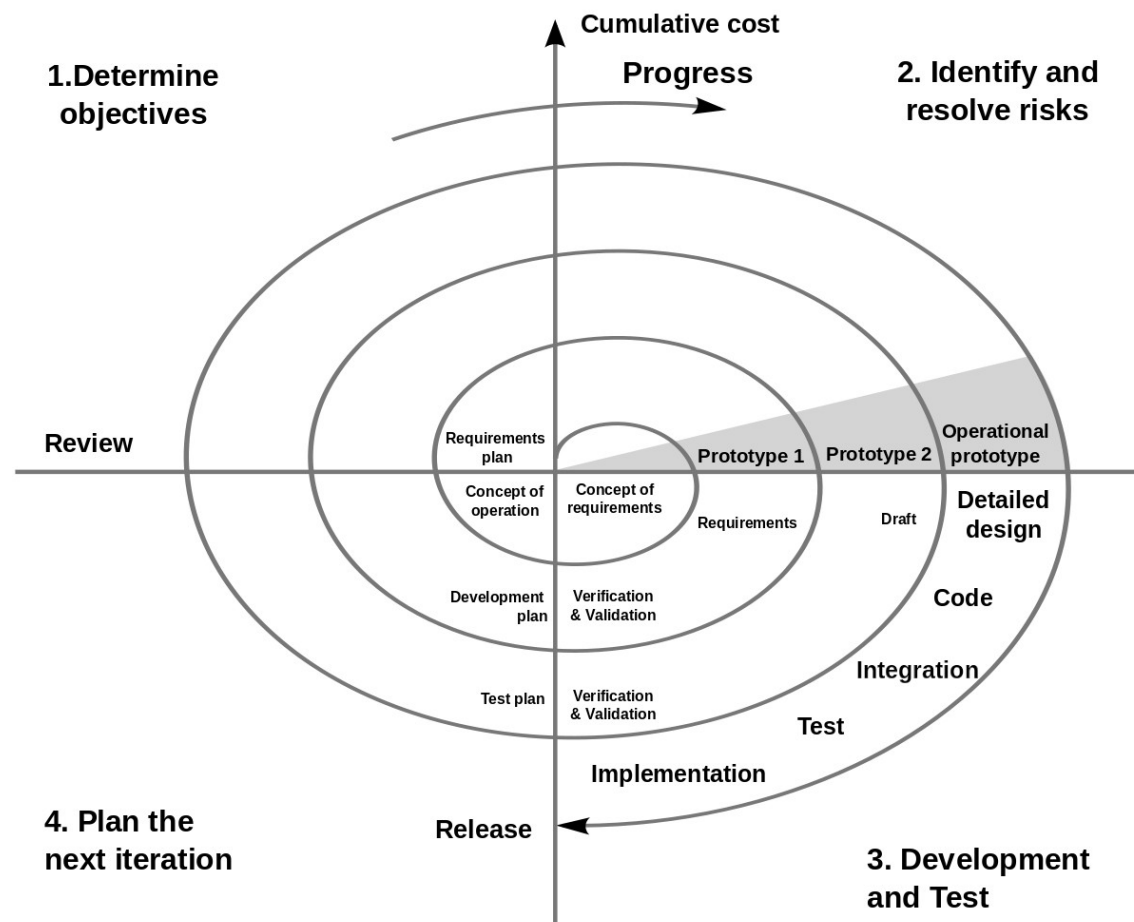 Cumulative cost
Progress
1.Determine
objectives
2. Identify and
resolve risks
Review
Requirements
plan
Prototype 1
Prototype 2
Operational
prototype
Concept of
operation
Concept of
requirements
Requirements
Draft
Detailed
design
Development
plan
Verification
& Validation
Code
Integration
Test plan
Verification
& Validation
Test
Implementation
Release
4. Plan the
next iteration
3. Development
and Test